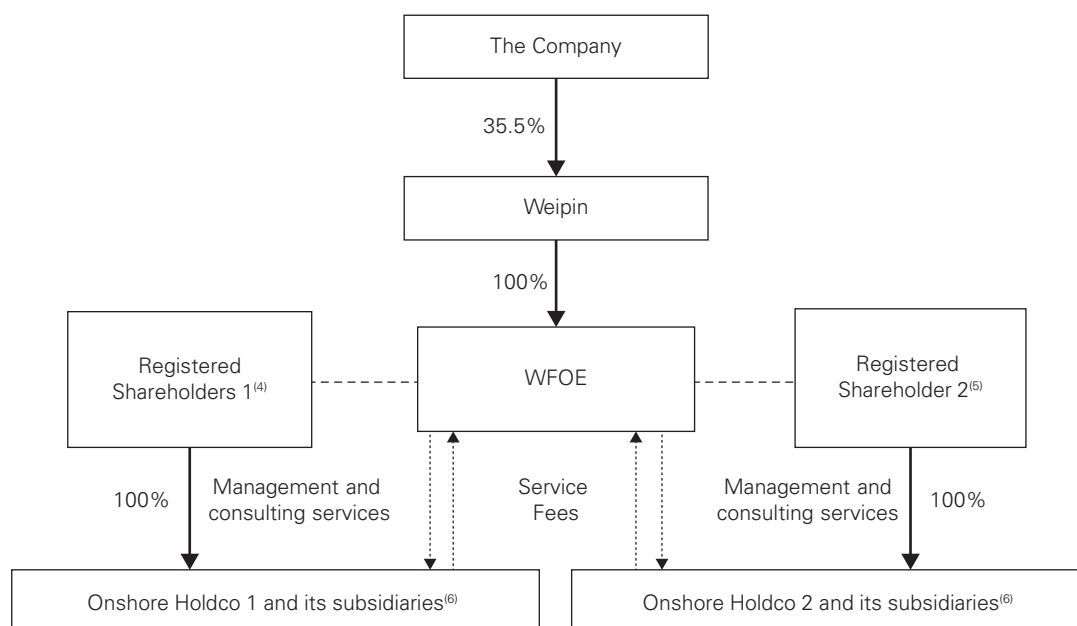 The Company
35.5%
Weipin
100%
Registered
Shareholders 1(4)
WFOE
Registered
Shareholder 2(5)
100%
Management and
consulting services
Service
Fees
Management and
consulting services
100%
Onshore Holdco 1 and its subsidiaries(6)
Onshore Holdco 2 and its subsidiaries(6)